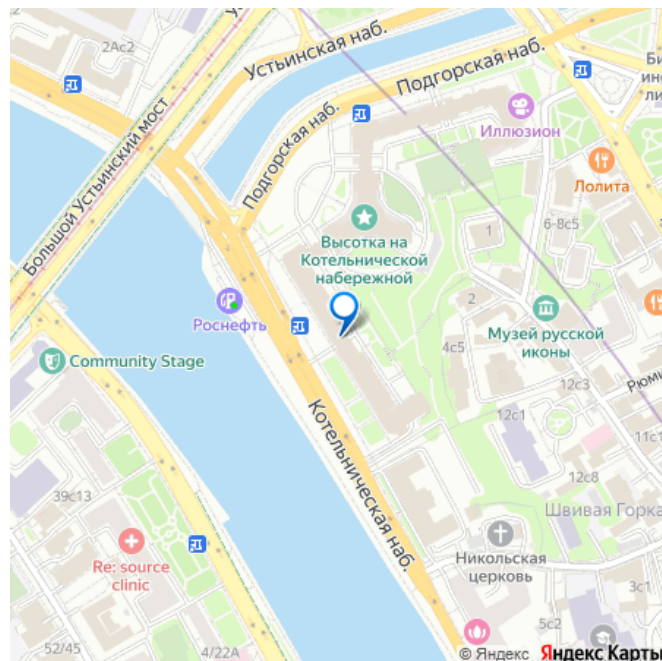 2Ас2
Устьинская наб.
Подгорская наб.
Большой Устьинский мост
Подгорская наб.
Иллюзион
Лолита
6-8с5
1
Высотка на
Котельнической
набережной
2
Роснефть
Музей русской
иконы
4с5
Community Stage
12с3
12с1
11с1
Котельническая наб.
12с8
39с13
Швивая Горка
Re: source
clinic
Никольская
церковь
3с1
5с2
52/45
4/22А
© Яндекс Яндекс Карты